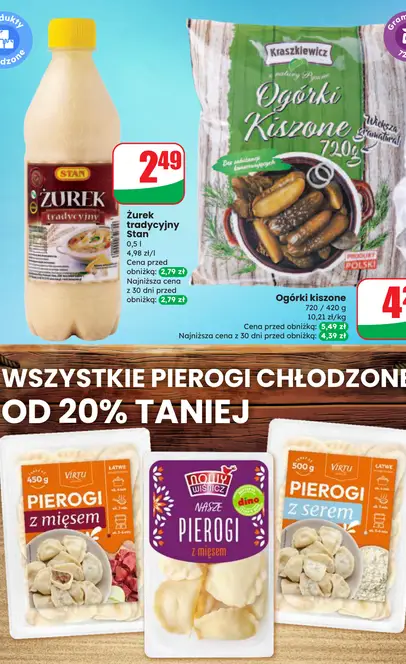 Kraszkiewicz
Ogórki
Kiszone
720g
Większa
gramatura!
PRODUKT
POLSKI
STAN
ŻUREK
tradycyjny
2.49
Żurek
tradycyjny
Stan
0,5 l
4,98 zł/l
Cena przed
obniżką: 2,79 zł
Najniższa cena
z 30 dni przed
obniżką: 2,79 zł
Ogórki kiszone
720 / 420 g
10,21 zł/kg
Cena przed obniżką: 5,49 zł
Najniższa cena z 30 dni przed obniżką: 4,39 zł
WSZYSTKIE PIEROGI CHŁODZONE
OD 20% TANIEJ
450 g
VIRTU
ŁATWE
PIEROGI
z mięsem
NOWY
WIŚNICZ
dino
NASZE
PIEROGI
z mięsem
500 g
VIRTU
ŁATWE
PIEROGI
z serem